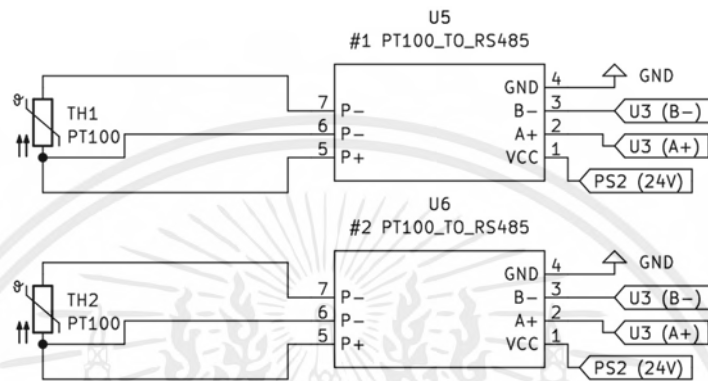 U5
#1 PT100_TO_RS485
GND 4 GND
7 P- B- 3 U3 (B-)
ϑ TH1 6 P- A+ 2 U3 (A+)
PT100 5 P+ VCC 1
PS2 (24V)
U6
#2 PT100_TO_RS485
GND 4 GND
7 P- B- 3 U3 (B-)
ϑ TH2 6 P- A+ 2 U3 (A+)
PT100 5 P+ VCC 1
PS2 (24V)